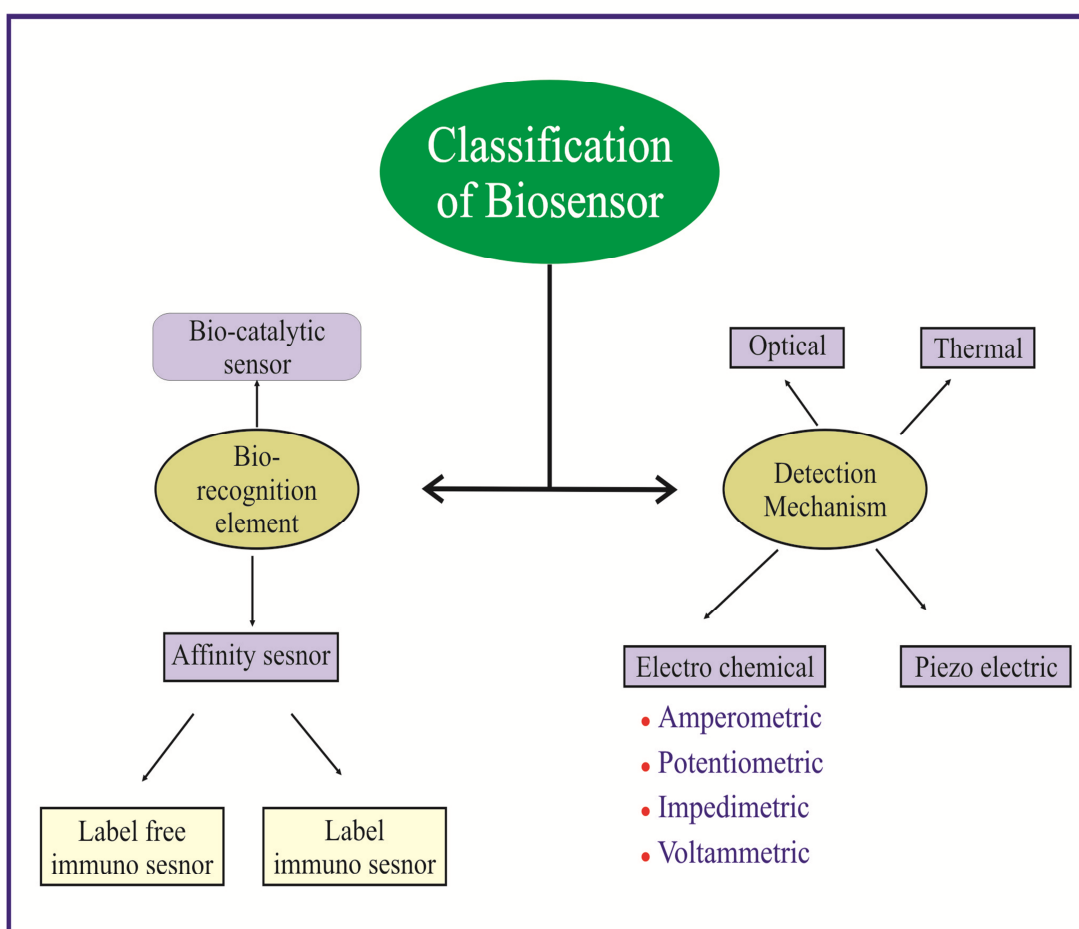 Classification
of Biosensor
Bio-catalytic
sensor
Optical
Thermal
Bio-
recognition
element
Detection
Mechanism
Affinity sesnor
Electro chemical
Piezo electric
• Amperometric
• Potentiometric
• Impedimetric
• Voltammetric
Label free
immuno sesnor
Label
immuno sesnor